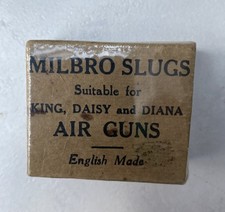 MILBRO SLUGS
Suitable for
KING, DAISY and DIANA
AIR GUNS
English Made